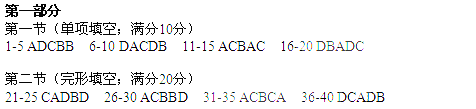 第一部分
第一节（单项填空；满分10分）
1-5 ADCBB 6-10 DACDB 11-15 ACBAC 16-20 DBADC
第二节（完形填空；满分20分）
21-25 CADBD 26-30 ACBBD 31-35 ACBCA 36-40 DCADB